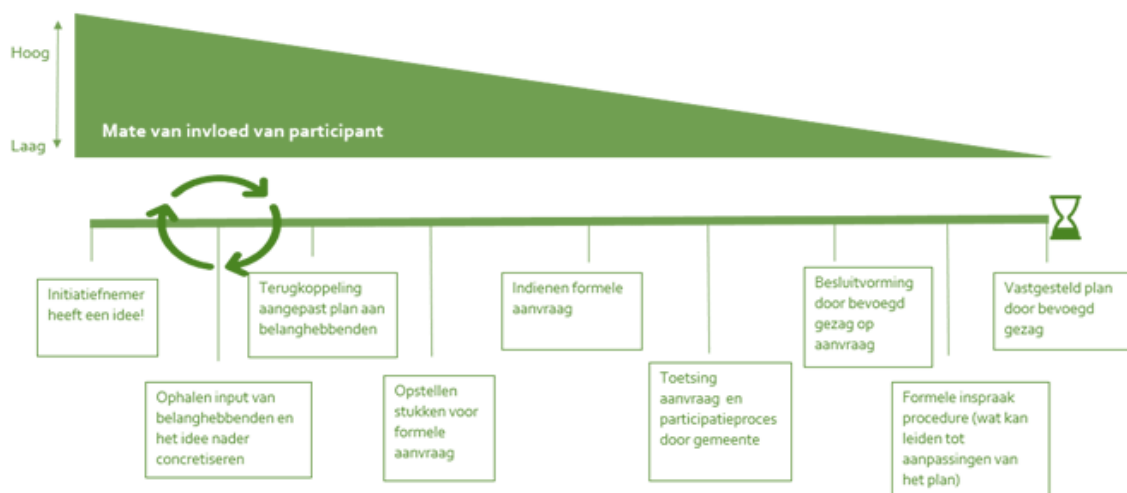 Hoog
Mate van invloed van participant
Laag
Initiatiefnemer
heeft een idee!
Ophalen input van
belanghebbenden en
het idee nader
concretiseren
Terugkoppeling
aangepast plan aan
belanghebbenden
Opstellen
stukken voor
formele
aanvraag
Indienen formele
aanvraag
Toetsing
aanvraag en
participatieproces
door gemeente
Besluitvorming
door bevoegd
gezag op
aanvraag
Formele inspraak
procedure (wat kan
leiden tot
aanpassingen van
het plan)
Vastgesteld plan
door bevoegd
gezag